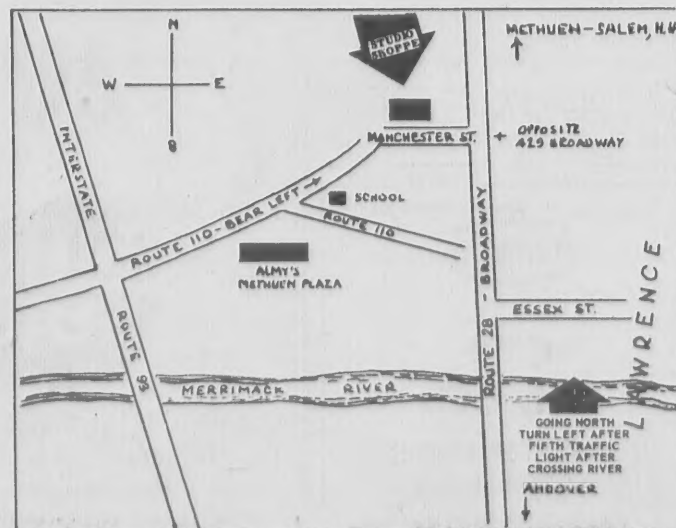 N
W
E
S
STUDIO
SHOPPE
METHUEN-SALEM, N.H.
MANCHESTER ST.
← OPPOSITE
429 BROADWAY
INTERSTATE
ROUTE 93
ROUTE 110-BEAR LEFT →
SCHOOL
ROUTE 110
ALMY'S
METHUEN PLAZA
ROUTE 28 - BROADWAY
ESSEX ST.
LAWRENCE
MERRIMACK RIVER
GOING NORTH
TURN LEFT AFTER
FIFTH TRAFFIC
LIGHT AFTER
CROSSING RIVER
ANDOVER